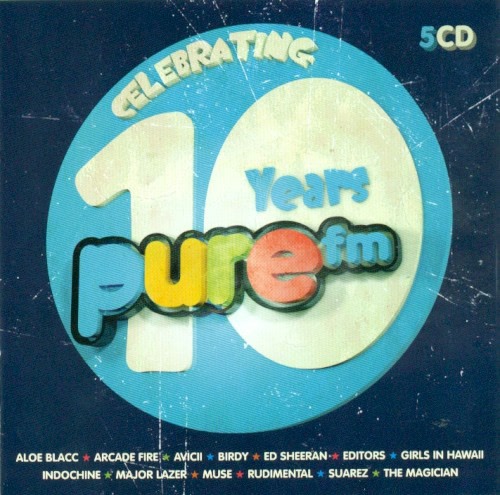 5CD
CELEBRATING
10
Years
pure fm
ALOE BLACC ★ ARCADE FIRE ★ AVICII ★ BIRDY ★ ED SHEERAN ★ EDITORS ★ GIRLS IN HAWAII
INDOCHINE ★ MAJOR LAZER ★ MUSE ★ RUDIMENTAL ★ SUAREZ ★ THE MAGICIAN